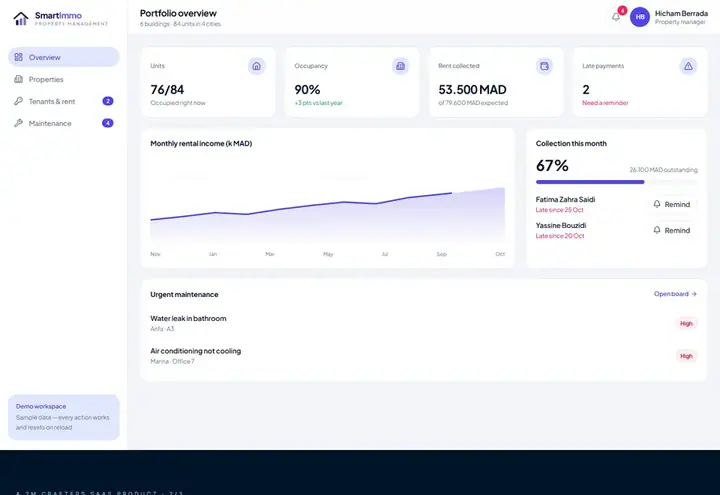 SmartImmo
PROPERTY MANAGEMENT
Portfolio overview
6 buildings · 84 units in 4 cities
4
HB
Hicham Berrada
Property manager
Overview
Properties
Tenants & rent
2
Maintenance
4
Units
76/84
Occupied right now
Occupancy
90%
+3 pts vs last year
Rent collected
53.500 MAD
of 79.600 MAD expected
Late payments
2
Need a reminder
Monthly rental income (k MAD)
Nov
Jan
Mar
May
Jul
Sep
Oct
Collection this month
67%
26.100 MAD outstanding
Fatima Zahra Saidi
Late since 25 Oct
Remind
Yassine Bouzidi
Late since 20 Oct
Remind
Urgent maintenance
Open board →
Water leak in bathroom
Anfy · A3
High
Air conditioning not cooling
Marina · Office 7
High
Demo workspace
Sample data — every action works
and resets on reload